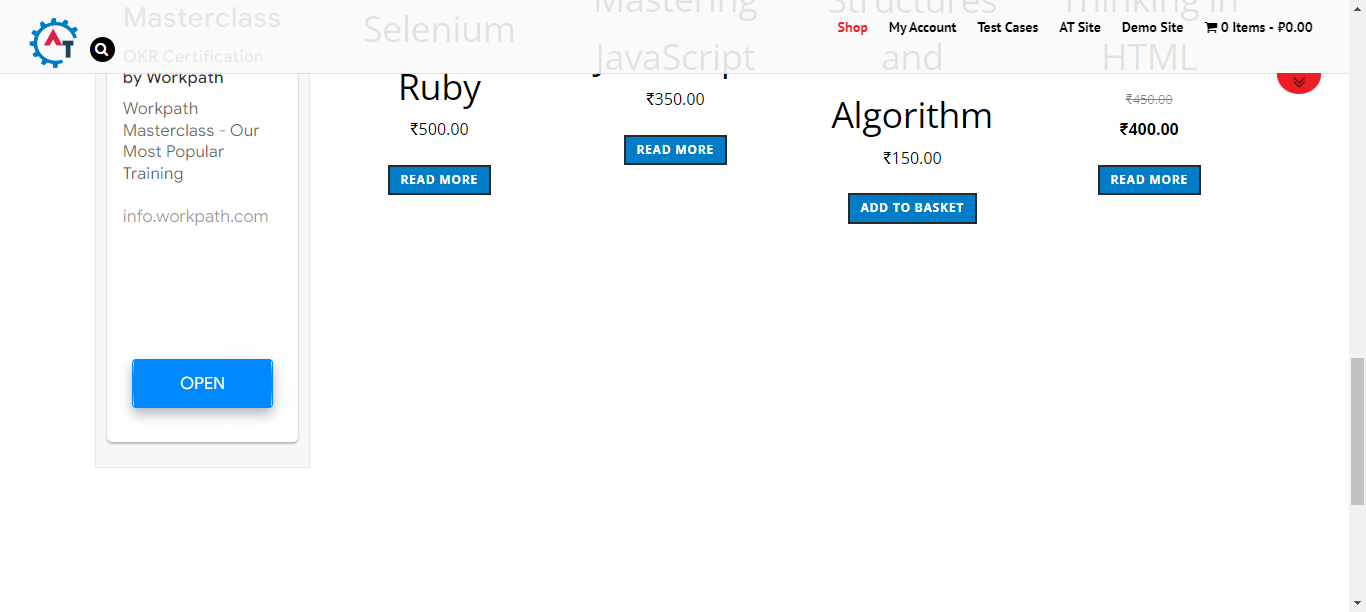 Masterclass
OKR Certification
by Workpath
Workpath
Masterclass - Our
Most Popular
Training
info.workpath.com
OPEN
AT
Shop
My Account
Test Cases
AT Site
Demo Site
0 Items - ₽0.00
Selenium
Ruby
₹500.00
READ MORE
Mastering
JavaScript
₹350.00
READ MORE
Structures
and
Algorithm
₹150.00
ADD TO BASKET
Thinking in
HTML
₹450.00
₹400.00
READ MORE